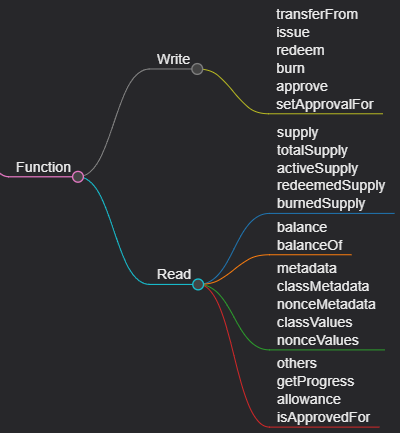 Function
Write
transferFrom
issue
redeem
burn
approve
setApprovalFor
Read
supply
totalSupply
activeSupply
redeemedSupply
burnedSupply
balance
balanceOf
metadata
classMetadata
nonceMetadata
classValues
nonceValues
others
getProgress
allowance
isApprovedFor